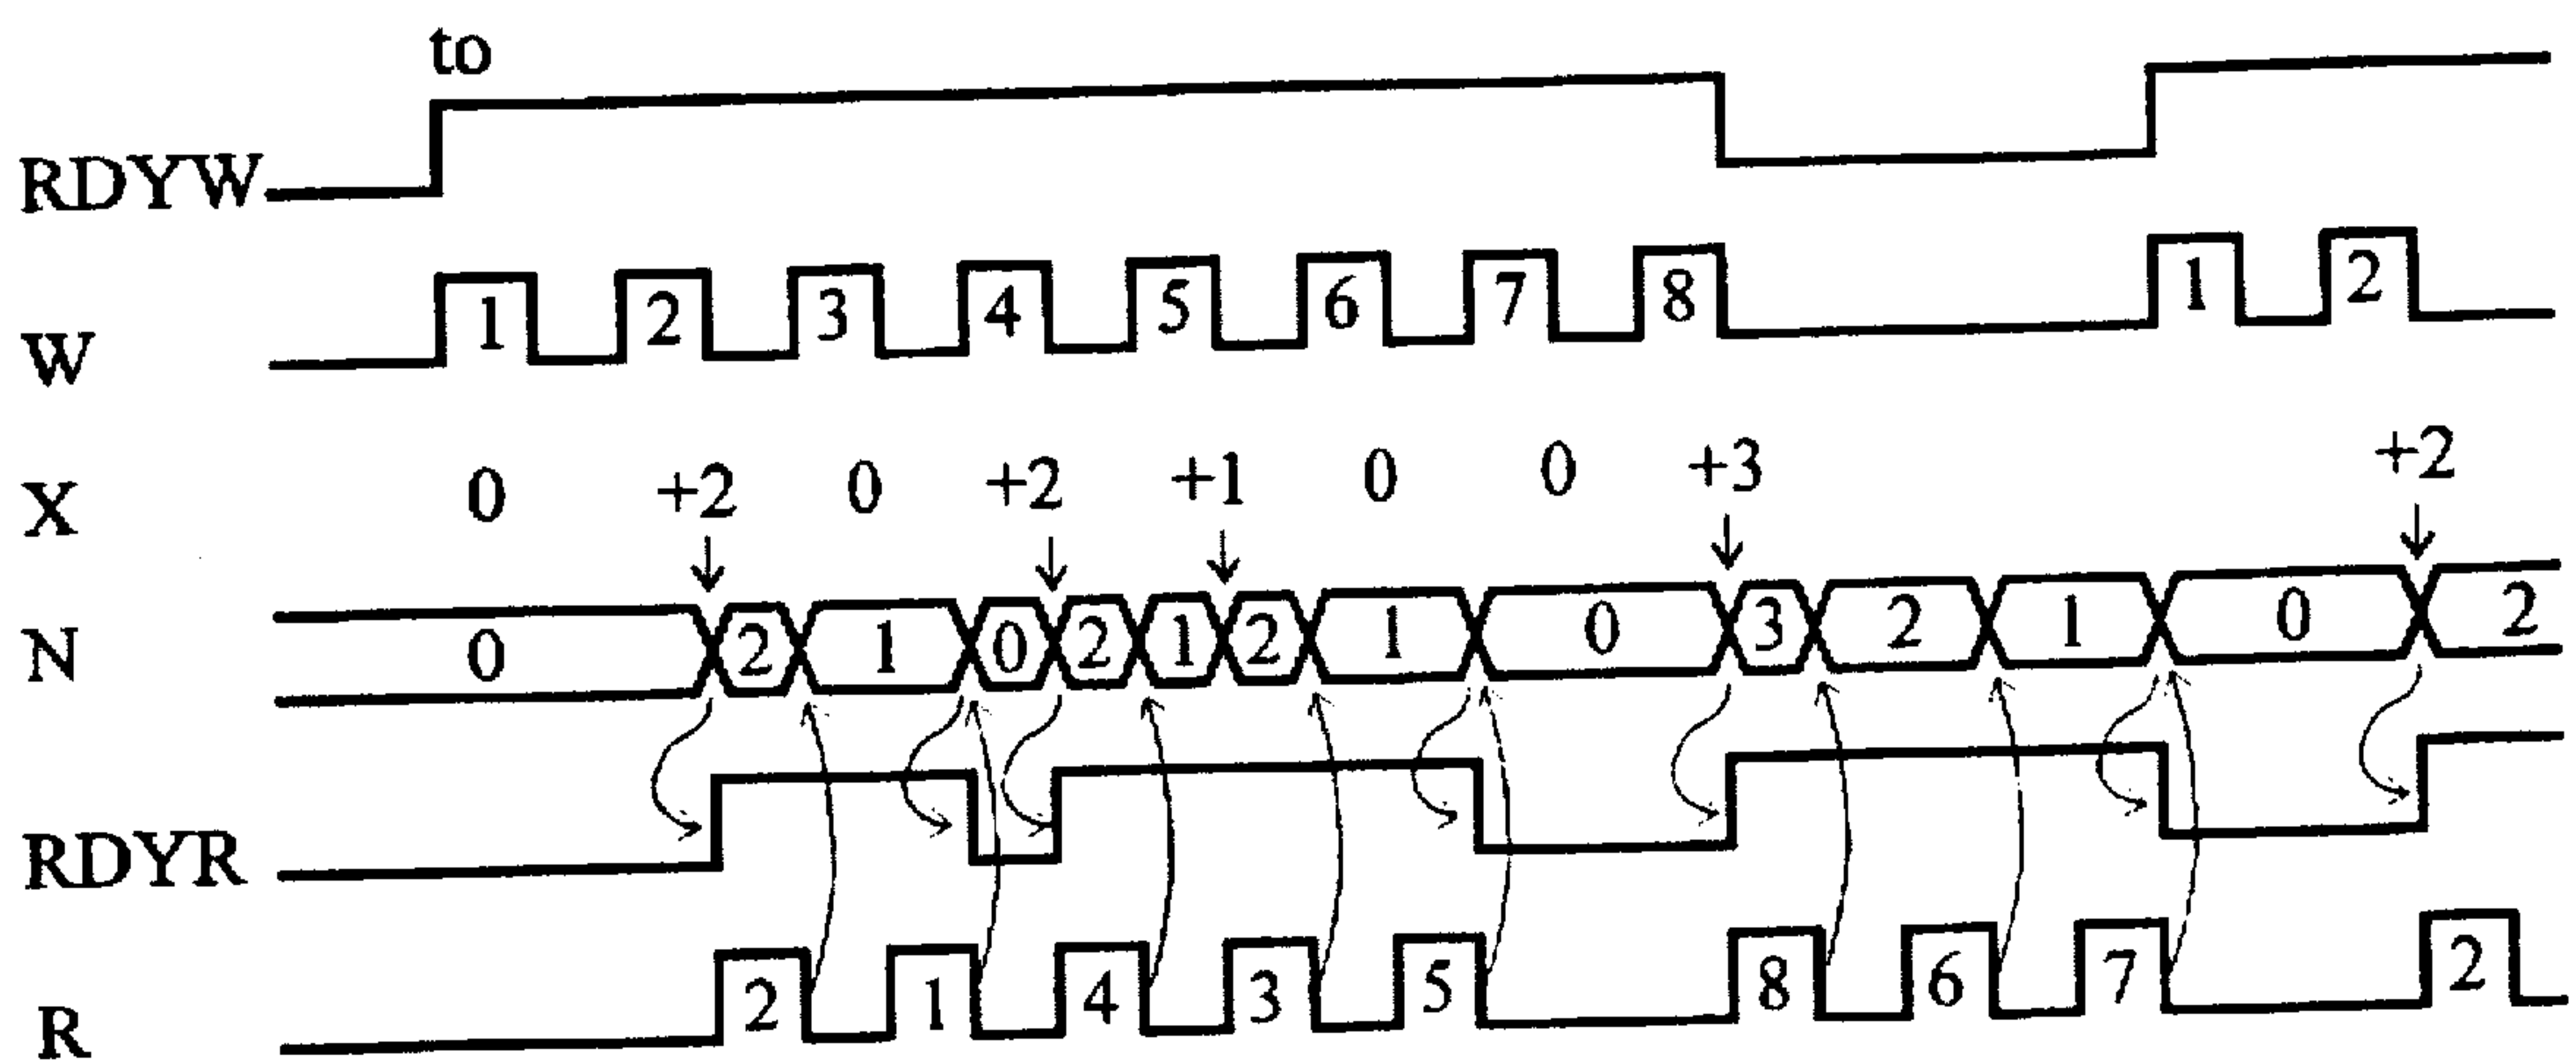 to
RDYW
W 1 2 3 4 5 6 7 8 1 2
X 0 +2 0 +2 +1 0 0 +3 +2
N 0 2 1 0 2 1 2 1 0 3 2 1 0 2
RDYR
R 2 1 4 3 5 8 6 7 2